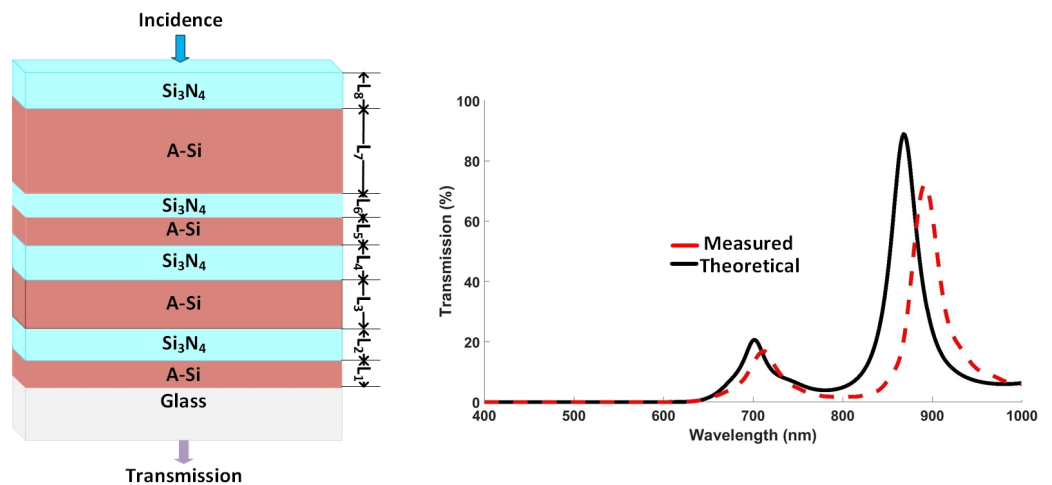 Incidence
Si₃N₄
L₈
A-Si
L₇
Si₃N₄
L₆
A-Si
L₅
Si₃N₄
L₄
A-Si
L₃
Si₃N₄
L₂
A-Si
L₁
Glass
Transmission
100
80
60
40
20
0
Transmission (%)
Measured
Theoretical
400 500 600 700 800 900 1000
Wavelength (nm)